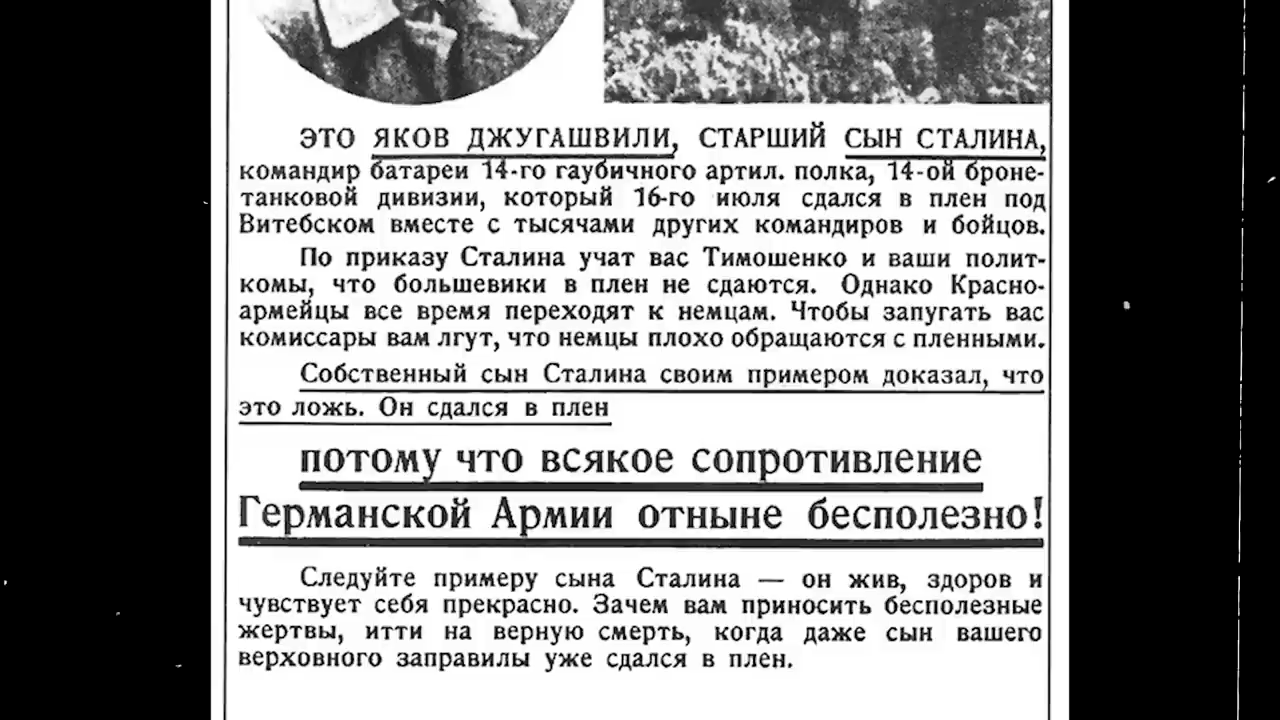 ЭТО ЯКОВ ДЖУГАШВИЛИ, СТАРШИЙ СЫН СТАЛИНА,
командир батареи 14-го гаубичного артил. полка, 14-ой броне-
танковой дивизии, который 16-го июля сдался в плен под
Витебском вместе с тысячами других командиров и бойцов.
По приказу Сталина учат вас Тимошенко и ваши полит-
комы, что большевики в плен не сдаются. Однако Красно-
армейцы все время переходят к немцам. Чтобы запугать вас
комиссары вам лгут, что немцы плохо обращаются с пленными.
Собственный сын Сталина своим примером доказал, что
это ложь. Он сдался в плен
потому что всякое сопротивление
Германской Армии отныне бесполезно!
Следуйте примеру сына Сталина — он жив, здоров и
чувствует себя прекрасно. Зачем вам приносить бесполезные
жертвы, итти на верную смерть, когда даже сын вашего
верховного заправилы уже сдался в плен.